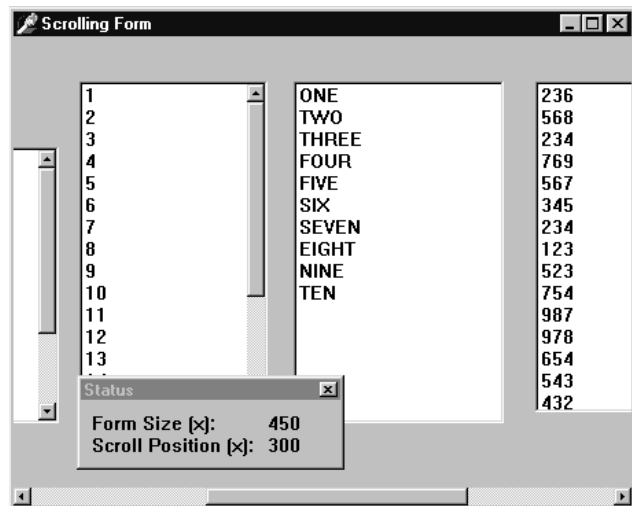 Scrolling Form
1
2
3
4
5
6
7
8
9
10
11
12
13
ONE
TWO
THREE
FOUR
FIVE
SIX
SEVEN
EIGHT
NINE
TEN
236
568
234
769
567
345
234
123
523
754
987
978
654
543
432
Status
Form Size (x): 450
Scroll Position (x): 300